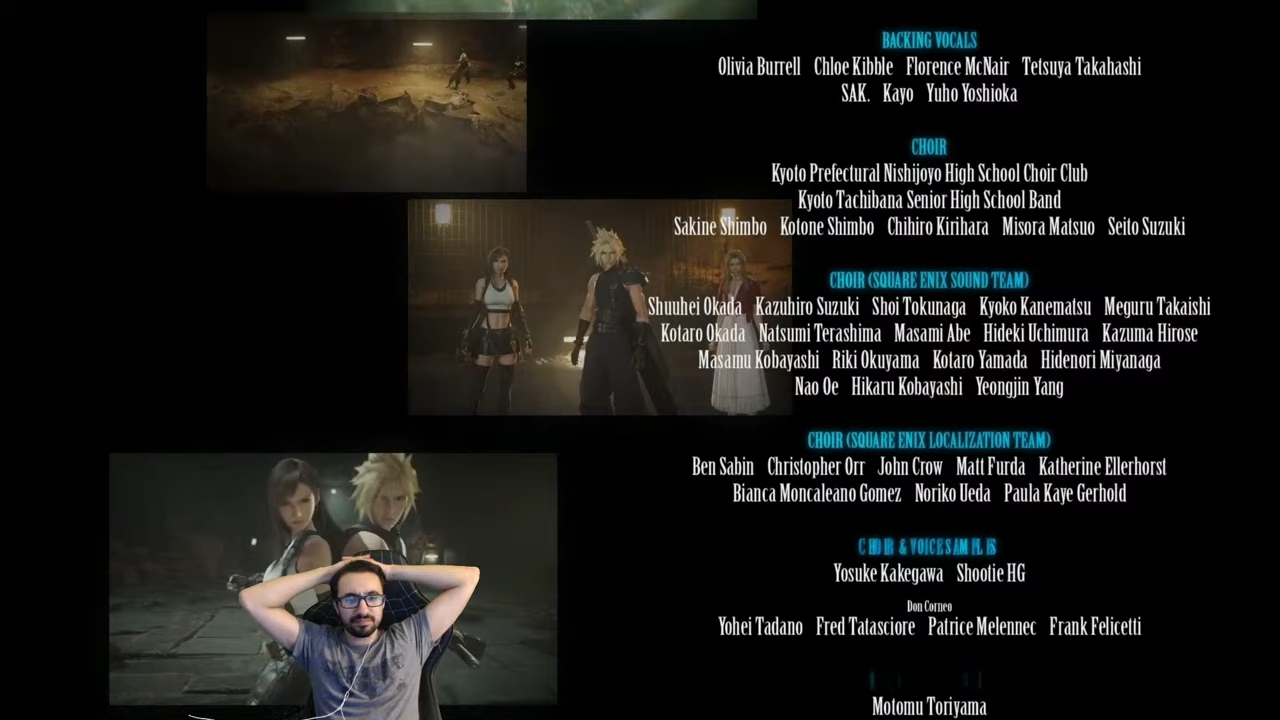 BACKING VOCALS
Olivia Burrell Chloe Kibble Florence McNair Tetsuya Takahashi
SAK. Kayo Yuho Yoshioka
CHOIR
Kyoto Prefectural Nishijoyo High School Choir Club
Kyoto Tachibana Senior High School Band
Sakine Shimbo Kotone Shimbo Chihiro Kirihara Misora Matsuo Seito Suzuki
CHOIR (SQUARE ENIX SOUND TEAM)
Shuuhei Okada Kazuhiro Suzuki Shoi Tokunaga Kyoko Kanematsu Meguru Takaishi
Kotaro Okada Natsumi Terashima Masami Abe Hideki Uchimura Kazuma Hirose
Masamu Kobayashi Riki Okuyama Kotaro Yamada Hidenori Miyanaga
Nao Oe Hikaru Kobayashi Yeongjin Yang
CHOIR (SQUARE ENIX LOCALIZATION TEAM)
Ben Sabin Christopher Orr John Crow Matt Furda Katherine Ellerhorst
Bianca Moncaleano Gomez Noriko Ueda Paula Kaye Gerhold
CHOIR & VOICE SAMPLES
Yosuke Kakegawa Shootie HG
Don Corneo
Yohei Tadano Fred Tatasciore Patrice Melennec Frank Felicetti
Motomu Toriyama